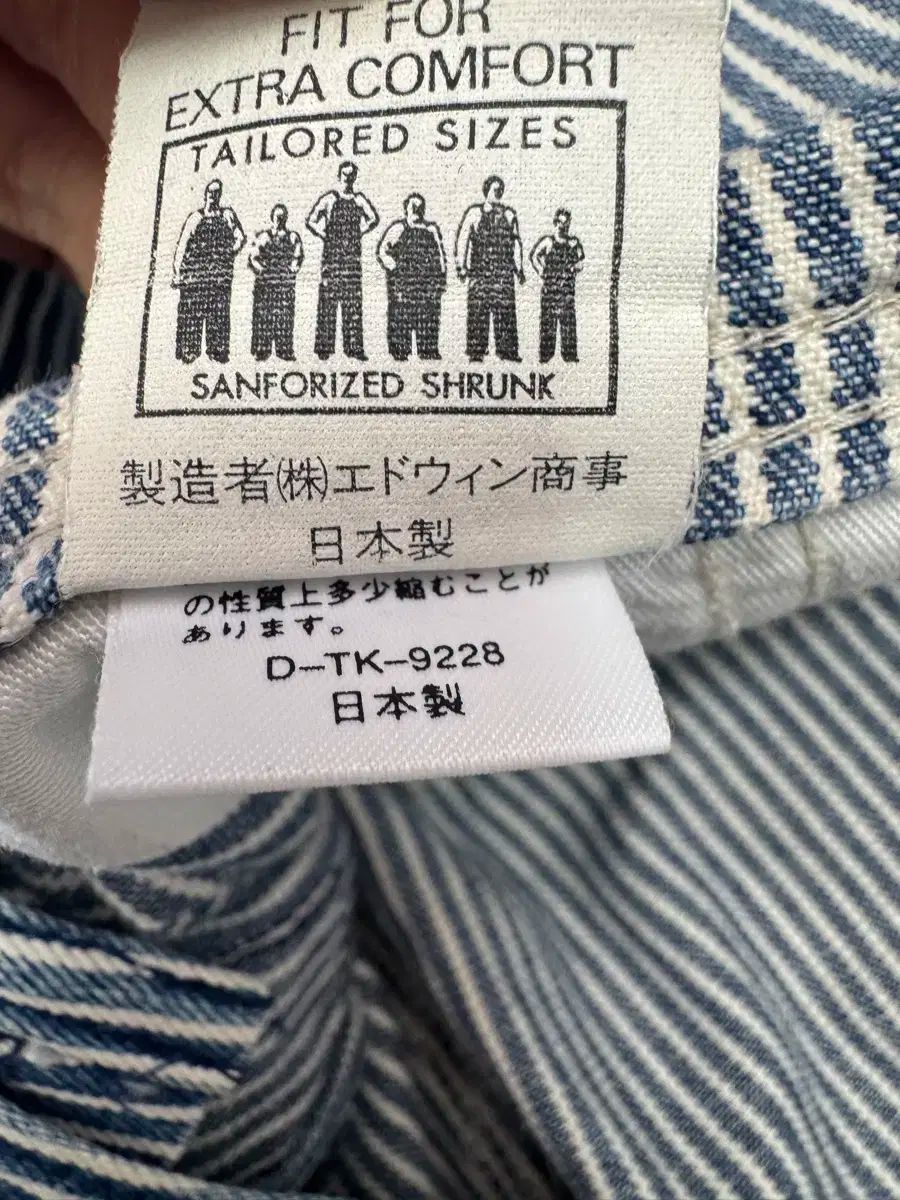 FIT FOR
EXTRA COMFORT
TAILORED SIZES
SANFORIZED SHRUNK
製造者(株)エドウィン商事
日本製
の性質上多少縮むことが
あります。
D-TK-9228
日本製